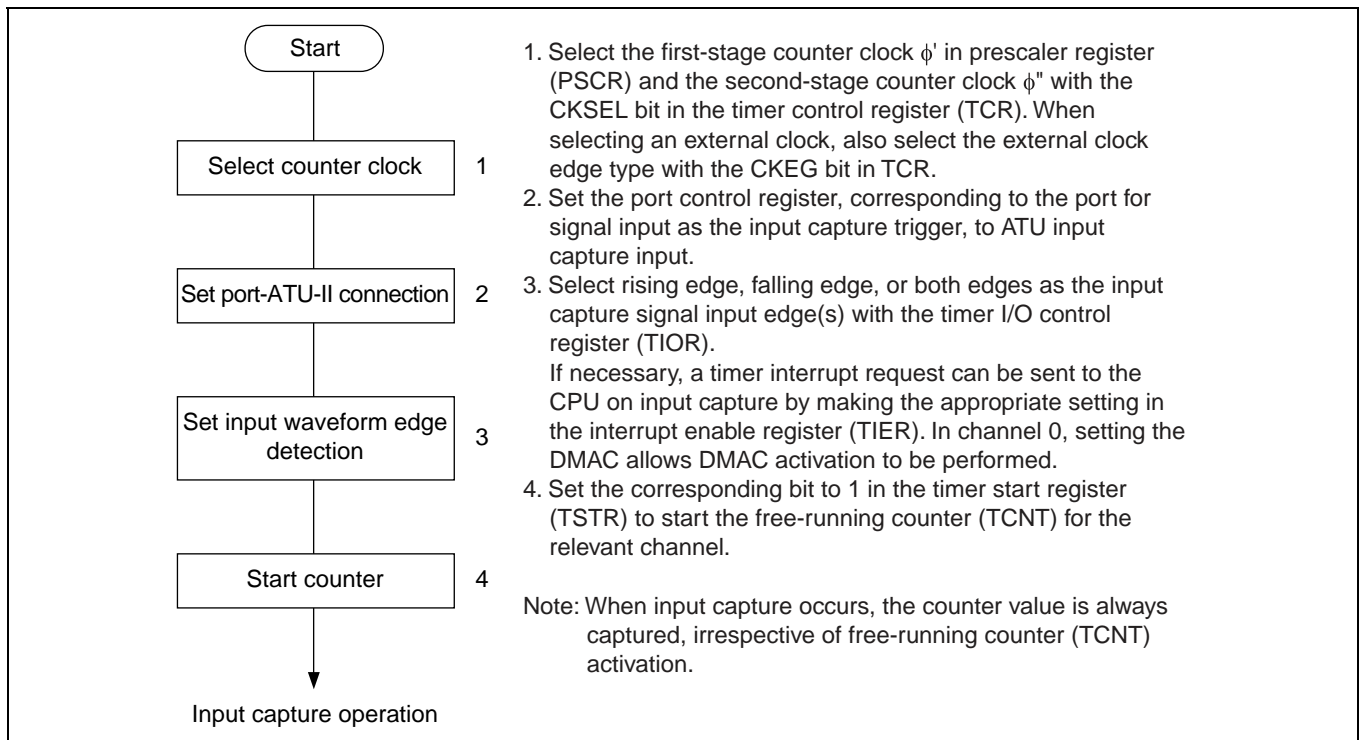 Start
Select counter clock
1
Set port-ATU-II connection
2
Set input waveform edge
detection
3
Start counter
4
Input capture operation
1. Select the first-stage counter clock ϕ' in prescaler register
(PSCR) and the second-stage counter clock ϕ" with the
CKSEL bit in the timer control register (TCR). When
selecting an external clock, also select the external clock
edge type with the CKEG bit in TCR.
2. Set the port control register, corresponding to the port for
signal input as the input capture trigger, to ATU input
capture input.
3. Select rising edge, falling edge, or both edges as the input
capture signal input edge(s) with the timer I/O control
register (TIOR).
If necessary, a timer interrupt request can be sent to the
CPU on input capture by making the appropriate setting in
the interrupt enable register (TIER). In channel 0, setting the
DMAC allows DMAC activation to be performed.
4. Set the corresponding bit to 1 in the timer start register
(TSTR) to start the free-running counter (TCNT) for the
relevant channel.
Note: When input capture occurs, the counter value is always
captured, irrespective of free-running counter (TCNT)
activation.